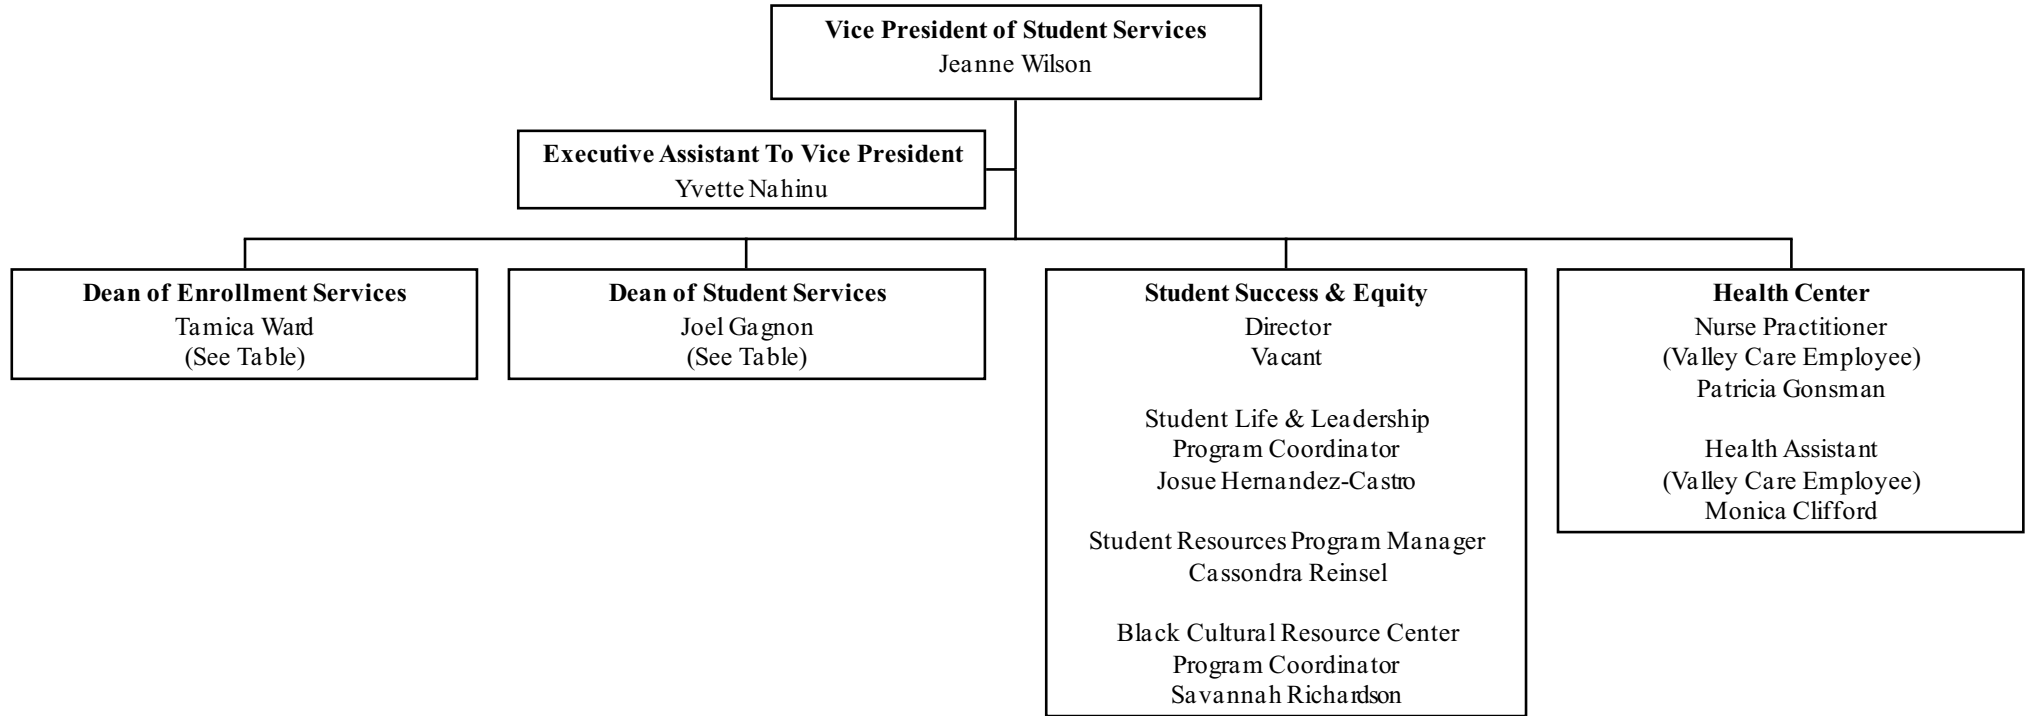 Vice President of Student Services
Jeanne Wilson
Executive Assistant To Vice President
Yvette Nahinu
Dean of Enrollment Services
Tamica Ward
(See Table)
Dean of Student Services
Joel Gagnon
(See Table)
Student Success & Equity
Director
Vacant
Student Life & Leadership
Program Coordinator
Josue Hernandez-Castro
Student Resources Program Manager
Cassondra Reinsel
Black Cultural Resource Center
Program Coordinator
Savannah Richardson
Health Center
Nurse Practitioner
(Valley Care Employee)
Patricia Gonsman
Health Assistant
(Valley Care Employee)
Monica Clifford